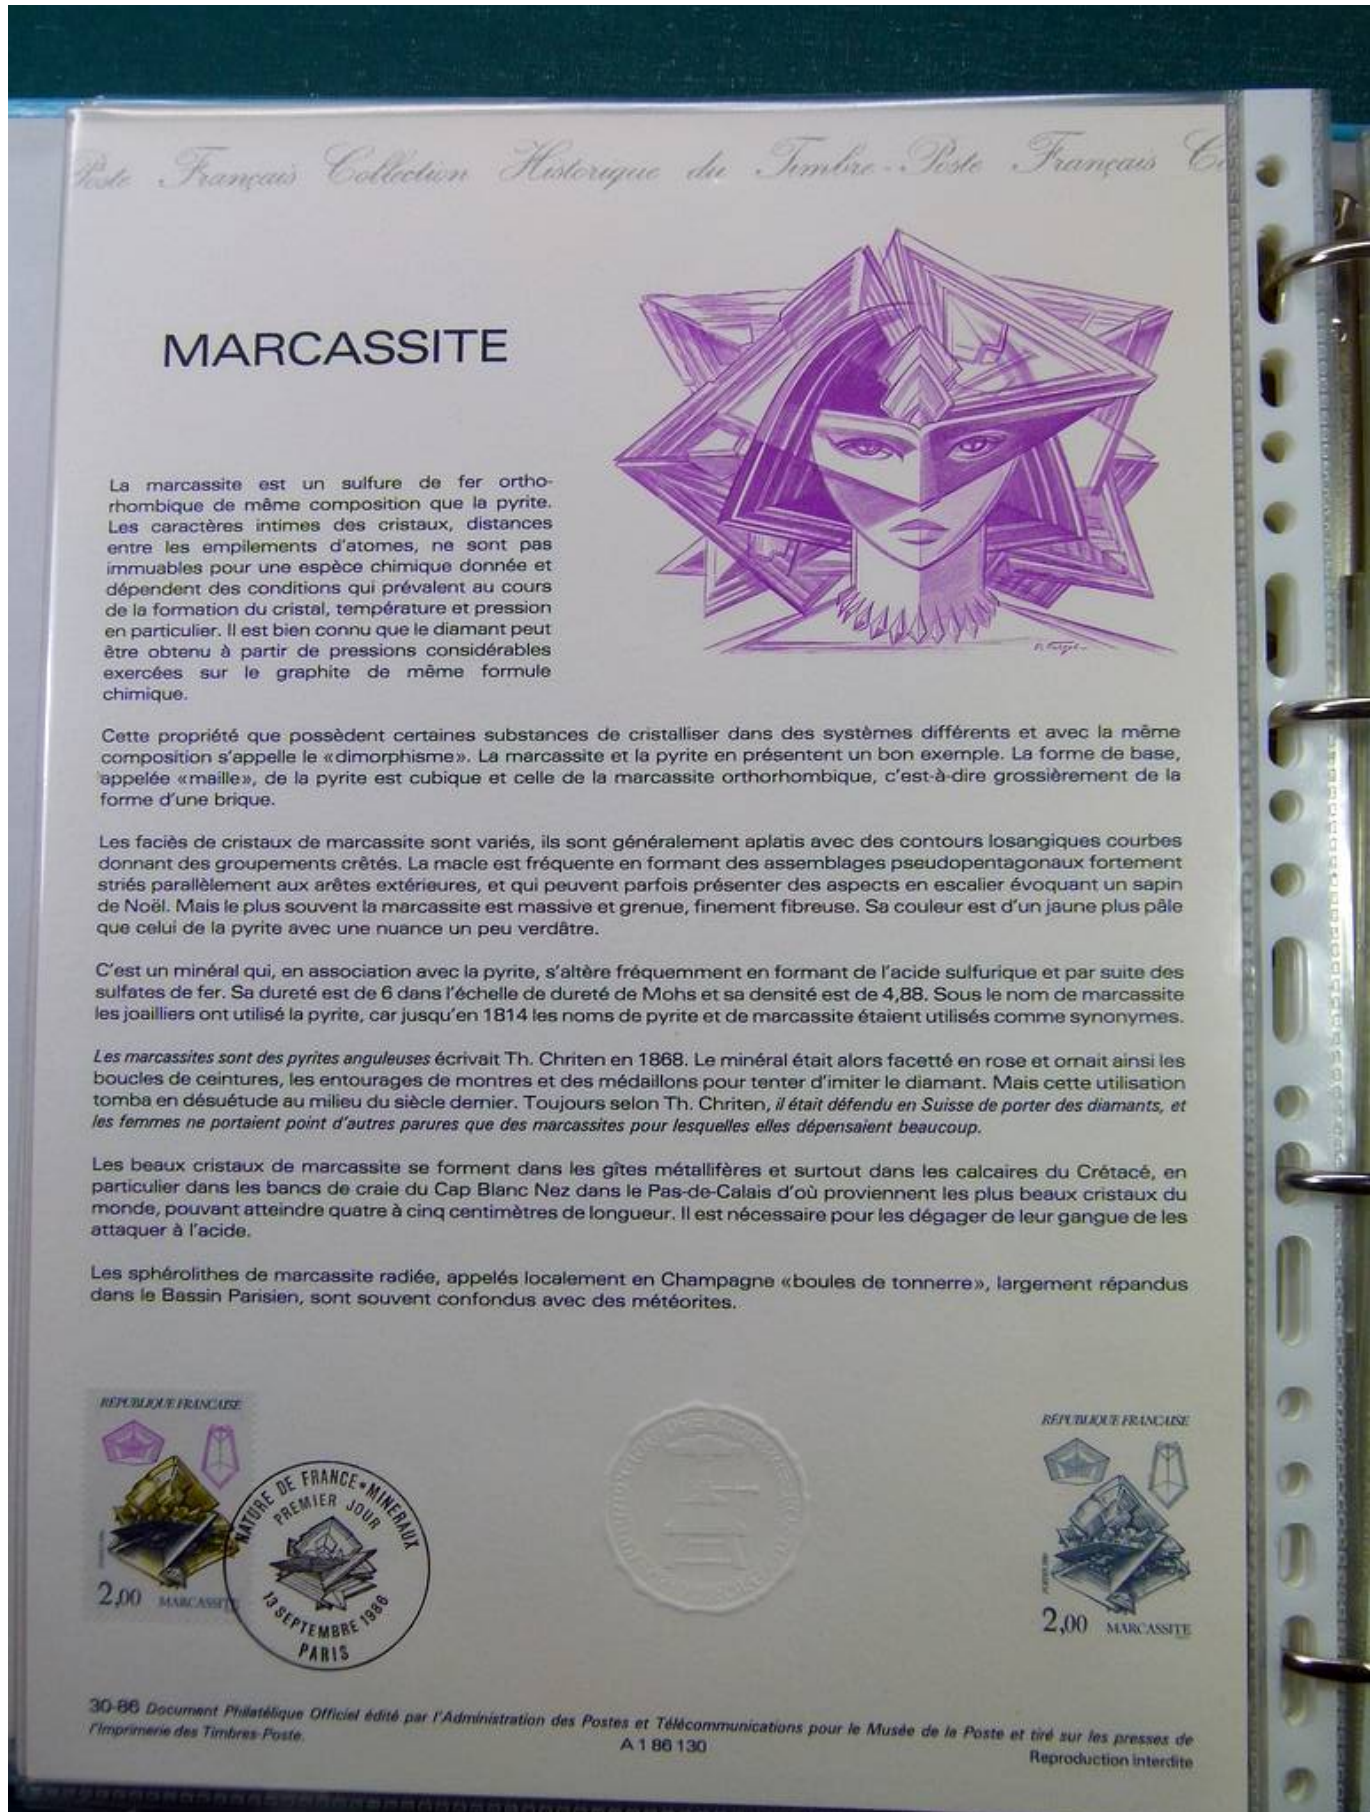 Poste Français Collection Historique du Timbre-Poste Français
MARCASSITE
La marcassite est un sulfure de fer ortho-
rhombique de même composition que la pyrite.
Les caractères intimes des cristaux, distances
entre les empilements d'atomes, ne sont pas
immuables pour une espèce chimique donnée et
dépendent des conditions qui prévalent au cours
de la formation du cristal, température et pression
en particulier. Il est bien connu que le diamant peut
être obtenu à partir de pressions considérables
exercées sur le graphite de même formule
chimique.
Cette propriété que possèdent certaines substances de cristalliser dans des systèmes différents et avec la même
composition s'appelle le «dimorphisme». La marcassite et la pyrite en présentent un bon exemple. La forme de base,
appelée «maille», de la pyrite est cubique et celle de la marcassite orthorhombique, c'est-à-dire grossièrement de la
forme d'une brique.
Les faciès de cristaux de marcassite sont variés, ils sont généralement aplatis avec des contours losangiques courbes
donnant des groupements crêtés. La macle est fréquente en formant des assemblages pseudopentagonaux fortement
striés parallèlement aux arêtes extérieures, et qui peuvent parfois présenter des aspects en escalier évoquant un sapin
de Noël. Mais le plus souvent la marcassite est massive et grenue, finement fibreuse. Sa couleur est d'un jaune plus pâle
que celui de la pyrite avec une nuance un peu verdâtre.
C'est un minéral qui, en association avec la pyrite, s'altère fréquemment en formant de l'acide sulfurique et par suite des
sulfates de fer. Sa dureté est de 6 dans l'échelle de dureté de Mohs et sa densité est de 4,88. Sous le nom de marcassite
les joailliers ont utilisé la pyrite, car jusqu'en 1814 les noms de pyrite et de marcassite étaient utilisés comme synonymes.
Les marcassites sont des pyrites anguleuses écrivait Th. Chriten en 1868. Le minéral était alors facetté en rose et ornait ainsi les
boucles de ceintures, les entourages de montres et des médaillons pour tenter d'imiter le diamant. Mais cette utilisation
tomba en désuétude au milieu du siècle dernier. Toujours selon Th. Chriten, il était défendu en Suisse de porter des diamants, et
les femmes ne portaient point d'autres parures que des marcassites pour lesquelles elles dépensaient beaucoup.
Les beaux cristaux de marcassite se forment dans les gîtes métallifères et surtout dans les calcaires du Crétacé, en
particulier dans les bancs de craie du Cap Blanc Nez dans le Pas-de-Calais d'où proviennent les plus beaux cristaux du
monde, pouvant atteindre quatre à cinq centimètres de longueur. Il est nécessaire pour les dégager de leur gangue de les
attaquer à l'acide.
Les sphérolithes de marcassite radiée, appelés localement en Champagne «boules de tonnerre», largement répandus
dans le Bassin Parisien, sont souvent confondus avec des météorites.
RÉPUBLIQUE FRANÇAISE
2,00 MARCASSITE
NATURE DE FRANCE • MINERAUX
PREMIER JOUR
13 SEPTEMBRE 1986
PARIS
RÉPUBLIQUE FRANÇAISE
2,00 MARCASSITE
30-86 Document Philatélique Officiel édité par l'Administration des Postes et Télécommunications pour le Musée de la Poste et tiré sur les presses de
l'Imprimerie des Timbres-Poste.
A 1 86 130
Reproduction interdite